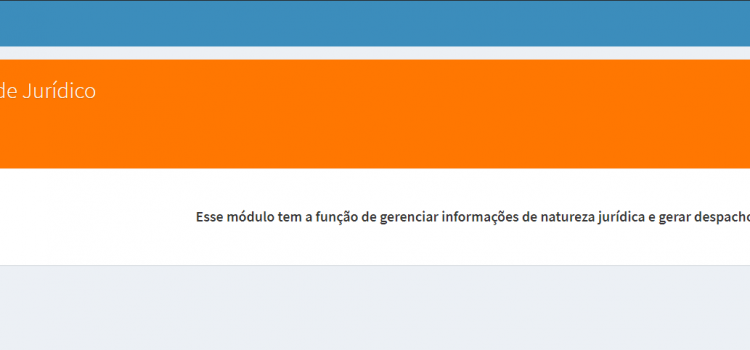 de Jurídico
Esse módulo tem a função de gerenciar informações de natureza jurídica e gerar despacho